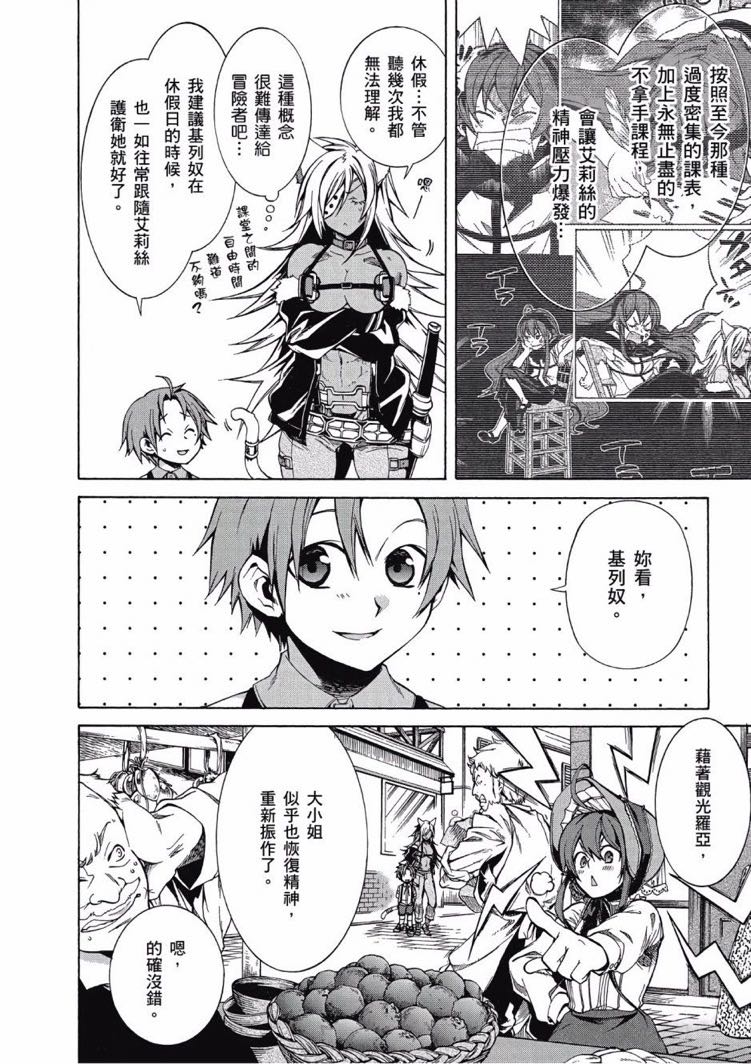 按照至今那種
過度密集的課表，
加上永無止盡的
不拿手課程，
會讓艾莉絲的
精神壓力爆發…
イラ
イラ
イラ
休假…不管
聽幾次我都
無法理解。
嗯
這種概念
很難傳達給
冒險者吧…
課堂之間的
自由時間
難道
不夠嗎？
我建議基列奴在
休假日的時候，
也一如往常跟隨艾莉絲
護衛她就好了。
妳看，
基列奴。
藉著觀光羅亞，
大小姐
似乎也恢復精神，
重新振作了。
嗯，
的確沒錯。